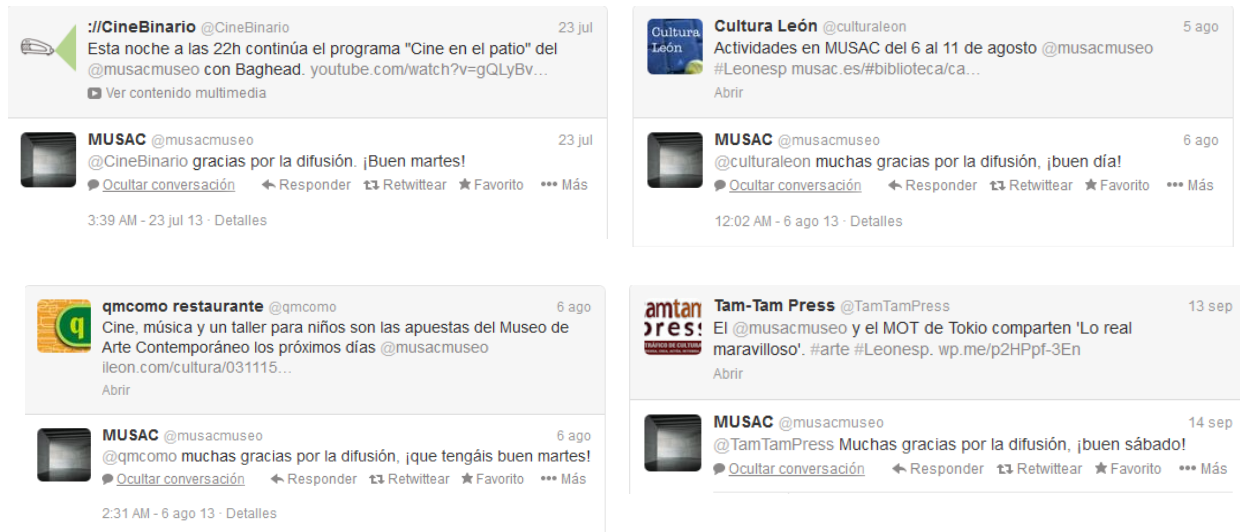 ://CineBinario @CineBinario 23 jul
Esta noche a las 22h continúa el programa "Cine en el patio" del
@musacmuseo con Baghead. youtube.com/watch?v=gQLyBv...
Ver contenido multimedia
MUSAC @musacmuseo 23 jul
@CineBinario gracias por la difusión. ¡Buen martes!
Ocultar conversación Responder Retwittear Favorito ••• Más
3:39 AM - 23 jul 13 · Detalles
Cultura
León
Cultura León @culturaleon 5 ago
Actividades en MUSAC del 6 al 11 de agosto @musacmuseo
#Leonesp musac.es/#biblioteca/ca...
Abrir
MUSAC @musacmuseo 6 ago
@culturaleon muchas gracias por la difusión, ¡buen día!
Ocultar conversación Responder Retwittear Favorito ••• Más
12:02 AM - 6 ago 13 · Detalles
q
qmcomo restaurante @qmcomo 6 ago
Cine, música y un taller para niños son las apuestas del Museo de
Arte Contemporáneo los próximos días @musacmuseo
ileon.com/cultura/031115...
Abrir
MUSAC @musacmuseo 6 ago
@qmcomo muchas gracias por la difusión, ¡que tengáis buen martes!
Ocultar conversación Responder Retwittear Favorito ••• Más
2:31 AM - 6 ago 13 · Detalles
amtan
press
TRÁFICO DE CULTURA
Tam-Tam Press @TamTamPress 13 sep
El @musacmuseo y el MOT de Tokio comparten 'Lo real
maravilloso'. #arte #Leonesp. wp.me/p2HPpf-3En
Abrir
MUSAC @musacmuseo 14 sep
@TamTamPress Muchas gracias por la difusión, ¡buen sábado!
Ocultar conversación Responder Retwittear Favorito ••• Más